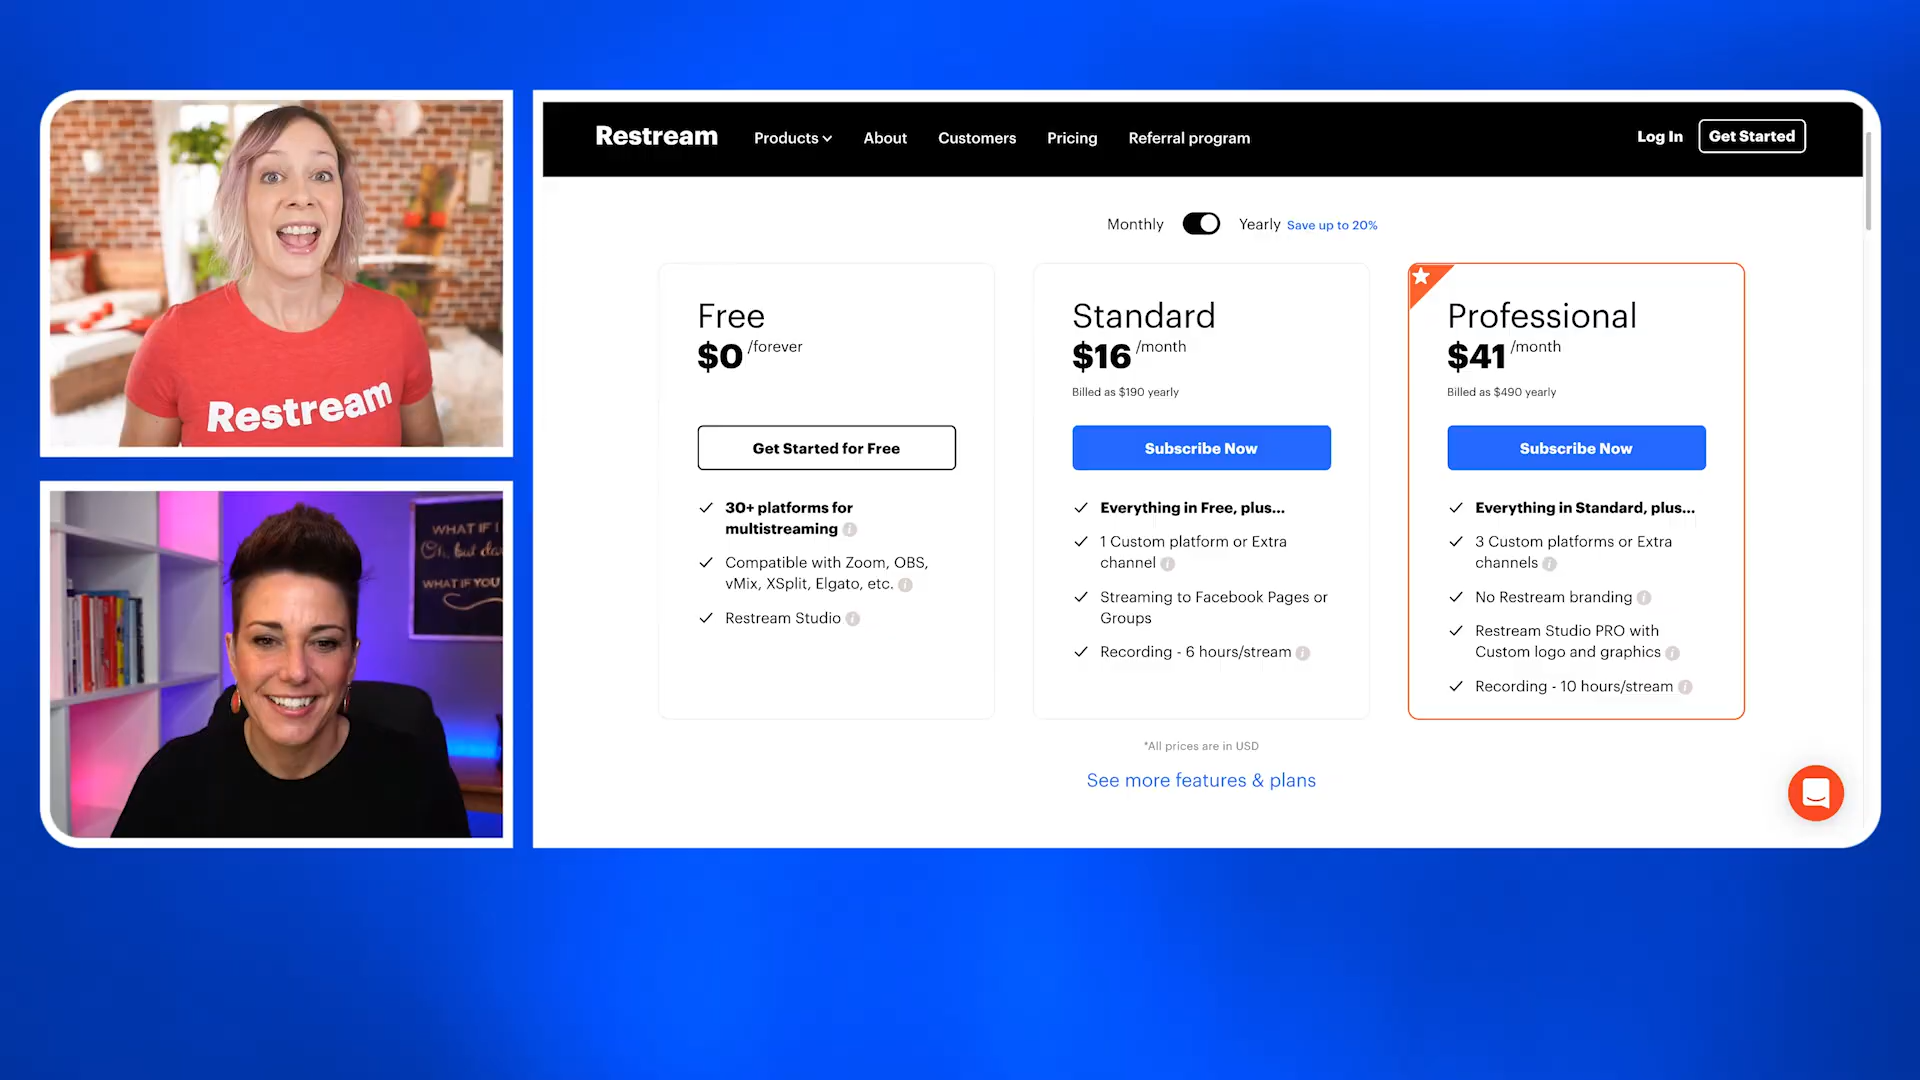 Restream
WHAT IF I
Oh, but da
WHAT IF YOU
Restream
Products
About
Customers
Pricing
Referral program
Log In
Get Started
Monthly
Yearly Save up to 20%
Free
$0 /forever
Get Started for Free
30+ platforms for
multistreaming
Compatible with Zoom, OBS,
vMix, XSplit, Elgato, etc.
Restream Studio
Standard
$16 /month
Billed as $190 yearly
Subscribe Now
Everything in Free, plus...
1 Custom platform or Extra
channel
Streaming to Facebook Pages or
Groups
Recording - 6 hours/stream
Professional
$41 /month
Billed as $490 yearly
Subscribe Now
Everything in Standard, plus...
3 Custom platforms or Extra
channels
No Restream branding
Restream Studio PRO with
Custom logo and graphics
Recording - 10 hours/stream
*All prices are in USD
See more features & plans